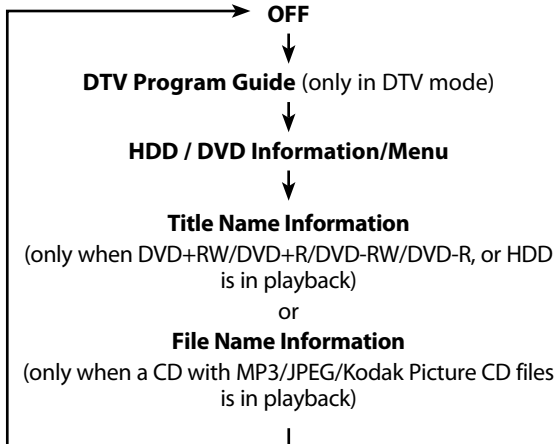 OFF
DTV Program Guide (only in DTV mode)
HDD / DVD Information/Menu
Title Name Information
(only when DVD+RW/DVD+R/DVD-RW/DVD-R, or HDD
is in playback)
or
File Name Information
(only when a CD with MP3/JPEG/Kodak Picture CD files
is in playback)